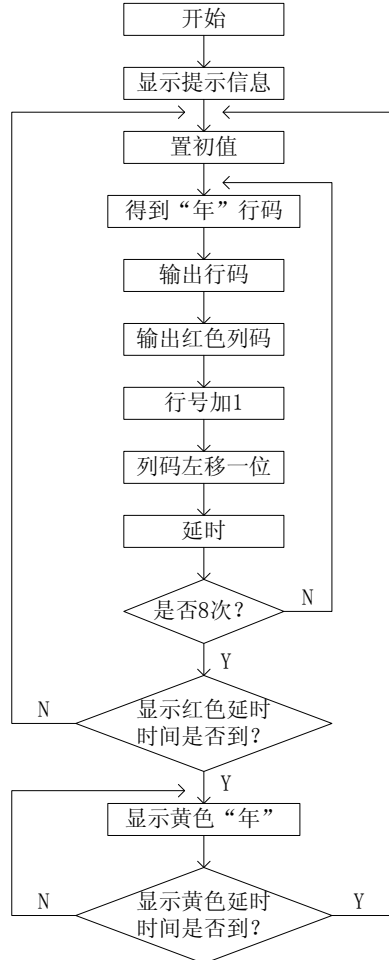 开始
显示提示信息
置初值
得到“年”行码
输出行码
输出红色列码
行号加1
列码左移一位
延时
是否8次？
N
Y
显示红色延时
时间是否到？
N
Y
显示黄色“年”
显示黄色延时
时间是否到？
N
Y